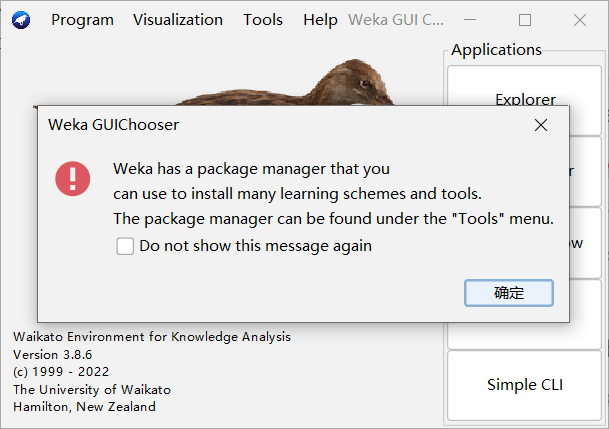 Program Visualization Tools Help Weka GUI C...
Applications
Explorer
Weka GUIChooser
Weka has a package manager that you
can use to install many learning schemes and tools.
The package manager can be found under the "Tools" menu.
Do not show this message again
确定
Waikato Environment for Knowledge Analysis
Version 3.8.6
(c) 1999 - 2022
The University of Waikato
Hamilton, New Zealand
Simple CLI